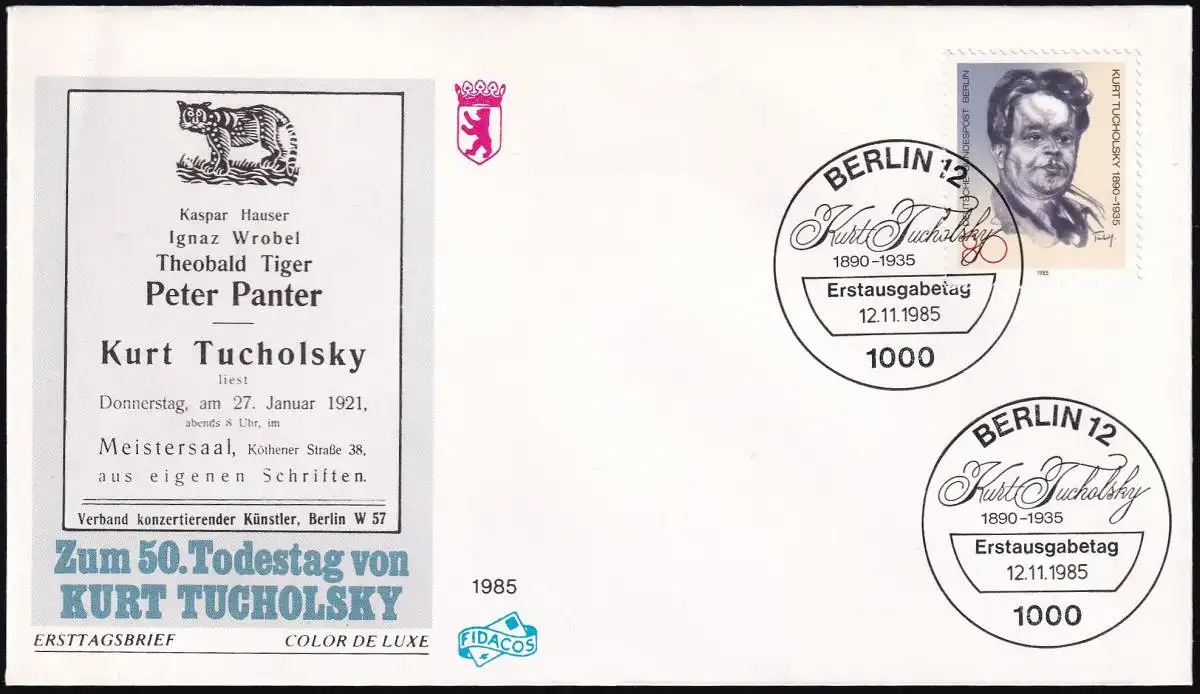 Kaspar Hauser
Ignaz Wrobel
Theobald Tiger
Peter Panter
Kurt Tucholsky
liest
Donnerstag, am 27. Januar 1921,
abends 8 Uhr, im
Meistersaal, Köthener Straße 38,
aus eigenen Schriften.
Verband konzertierender Künstler, Berlin W 57
Zum 50. Todestag von
KURT TUCHOLSKY
ERSTTAGSBRIEF COLOR DE LUXE
1985
FIDACOS
DEUTSCHE BUNDESPOST BERLIN
KURT TUCHOLSKY 1890-1935
80
1985
BERLIN 12
Kurt Tucholsky
1890-1935
Erstausgabetag
12.11.1985
1000
BERLIN 12
Kurt Tucholsky
1890-1935
Erstausgabetag
12.11.1985
1000